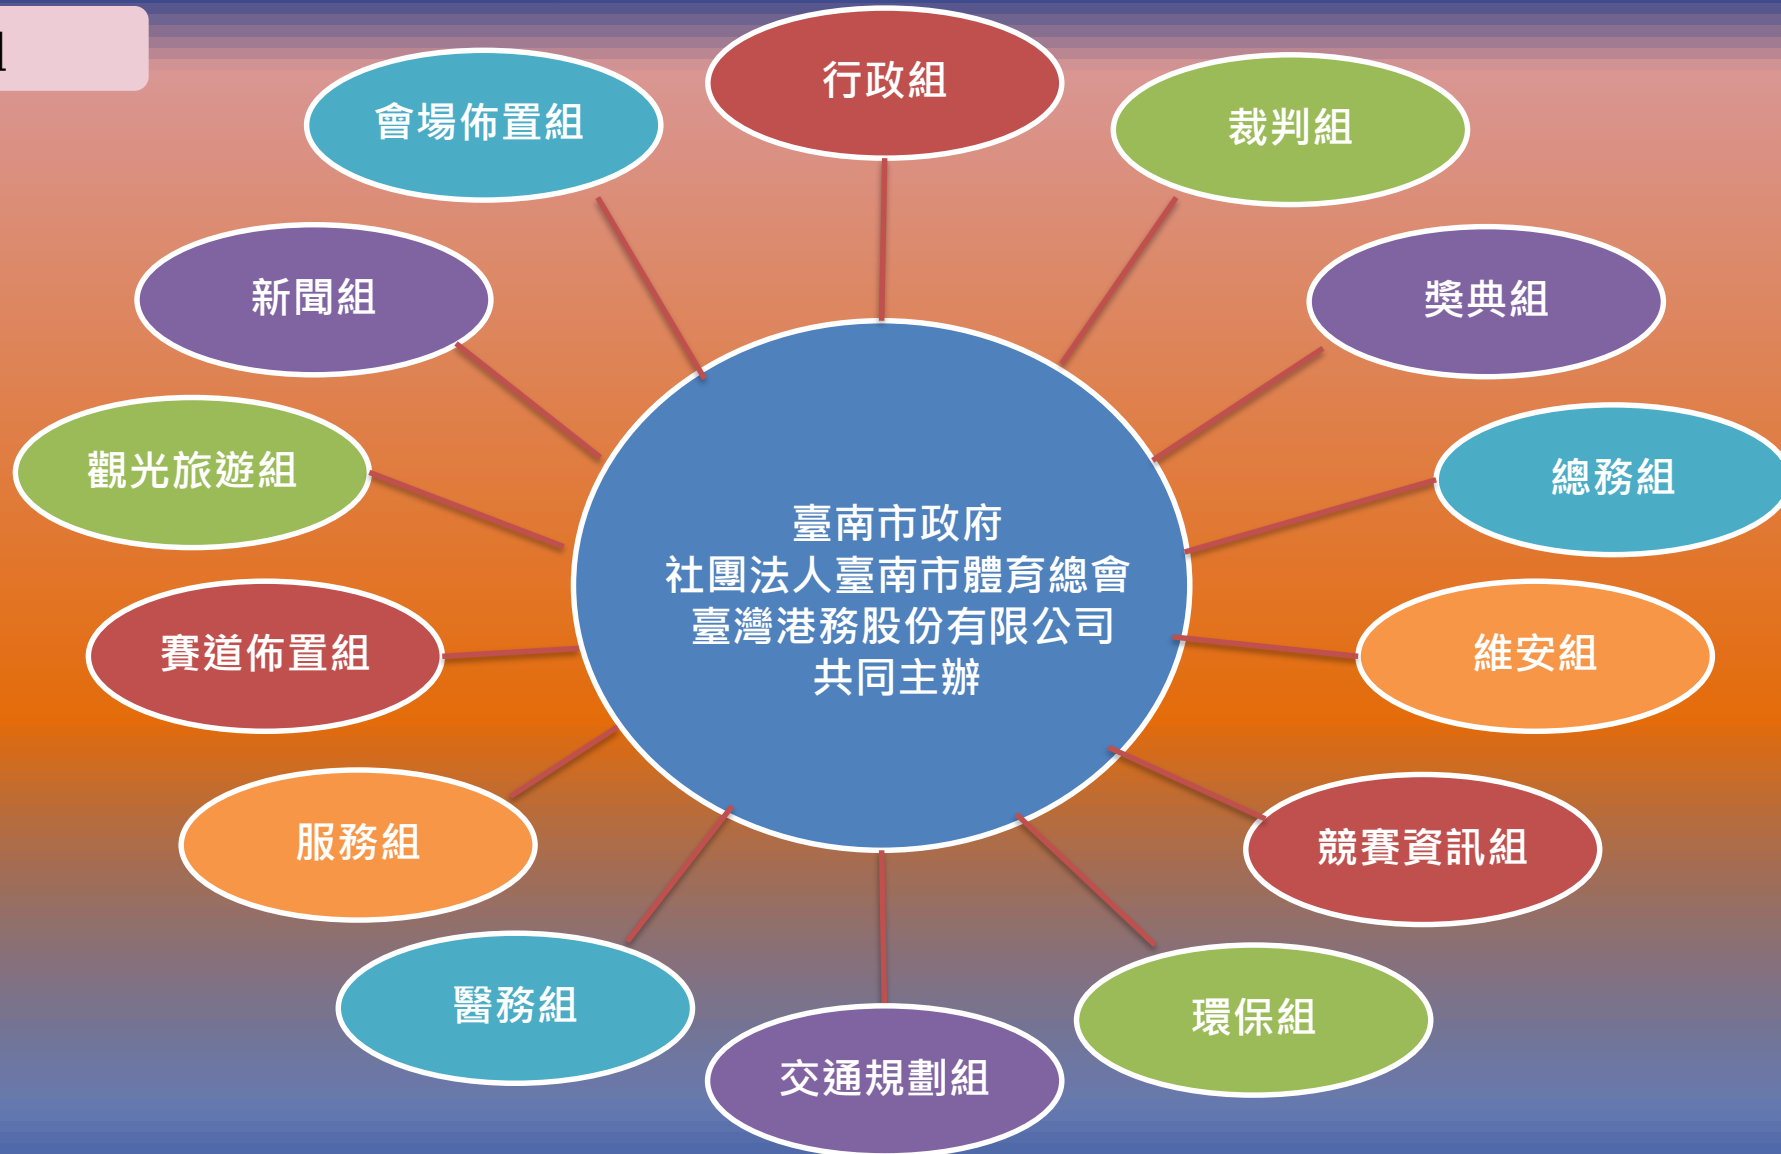 行政組
會場佈置組
裁判組
新聞組
獎典組
觀光旅遊組
總務組
臺南市政府
社團法人臺南市體育總會
臺灣港務股份有限公司
共同主辦
賽道佈置組
維安組
服務組
競賽資訊組
醫務組
環保組
交通規劃組